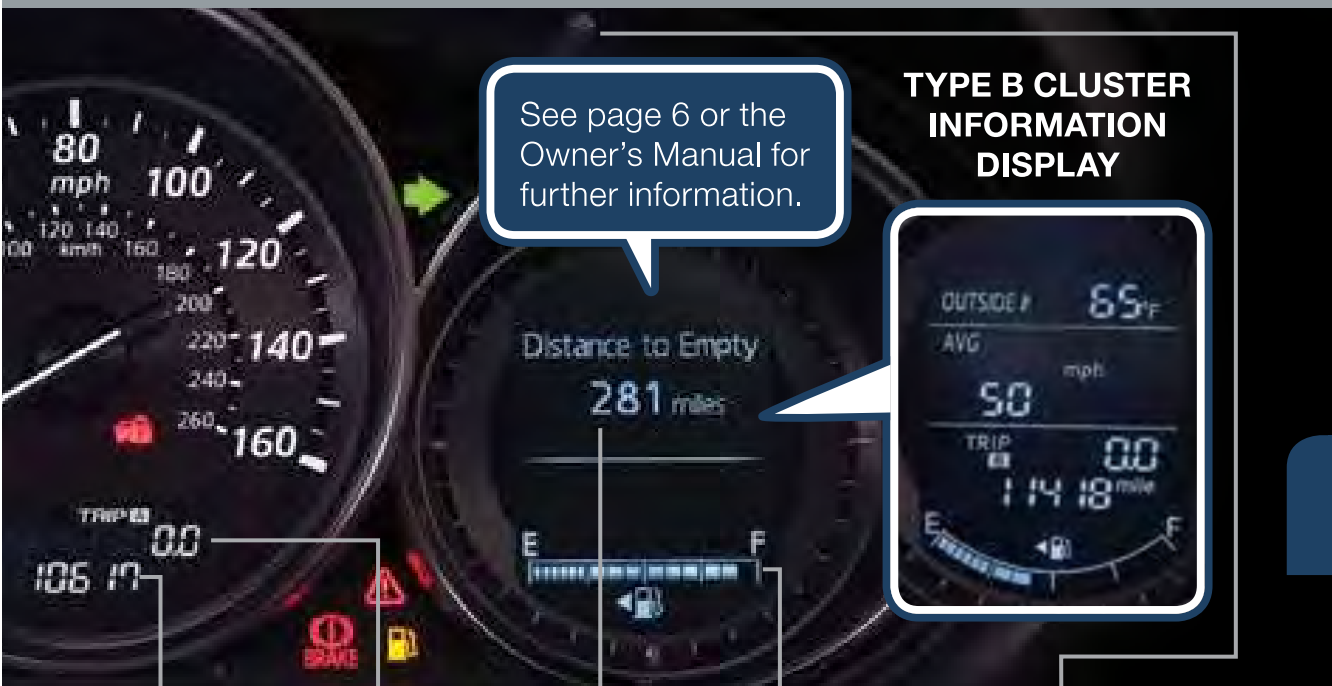 See page 6 or the
Owner's Manual for
further information.
TYPE B CLUSTER
INFORMATION
DISPLAY
80
mph
100
120
140
160
100
120 140
km/h
160
180
200
220
240
260
TRIP A
0.0
10617
BRAKE
Distance to Empty
281 miles
E F
OUTSIDE 65°F
AVG
mph
50
TRIP
0.0
11418 mile
E F